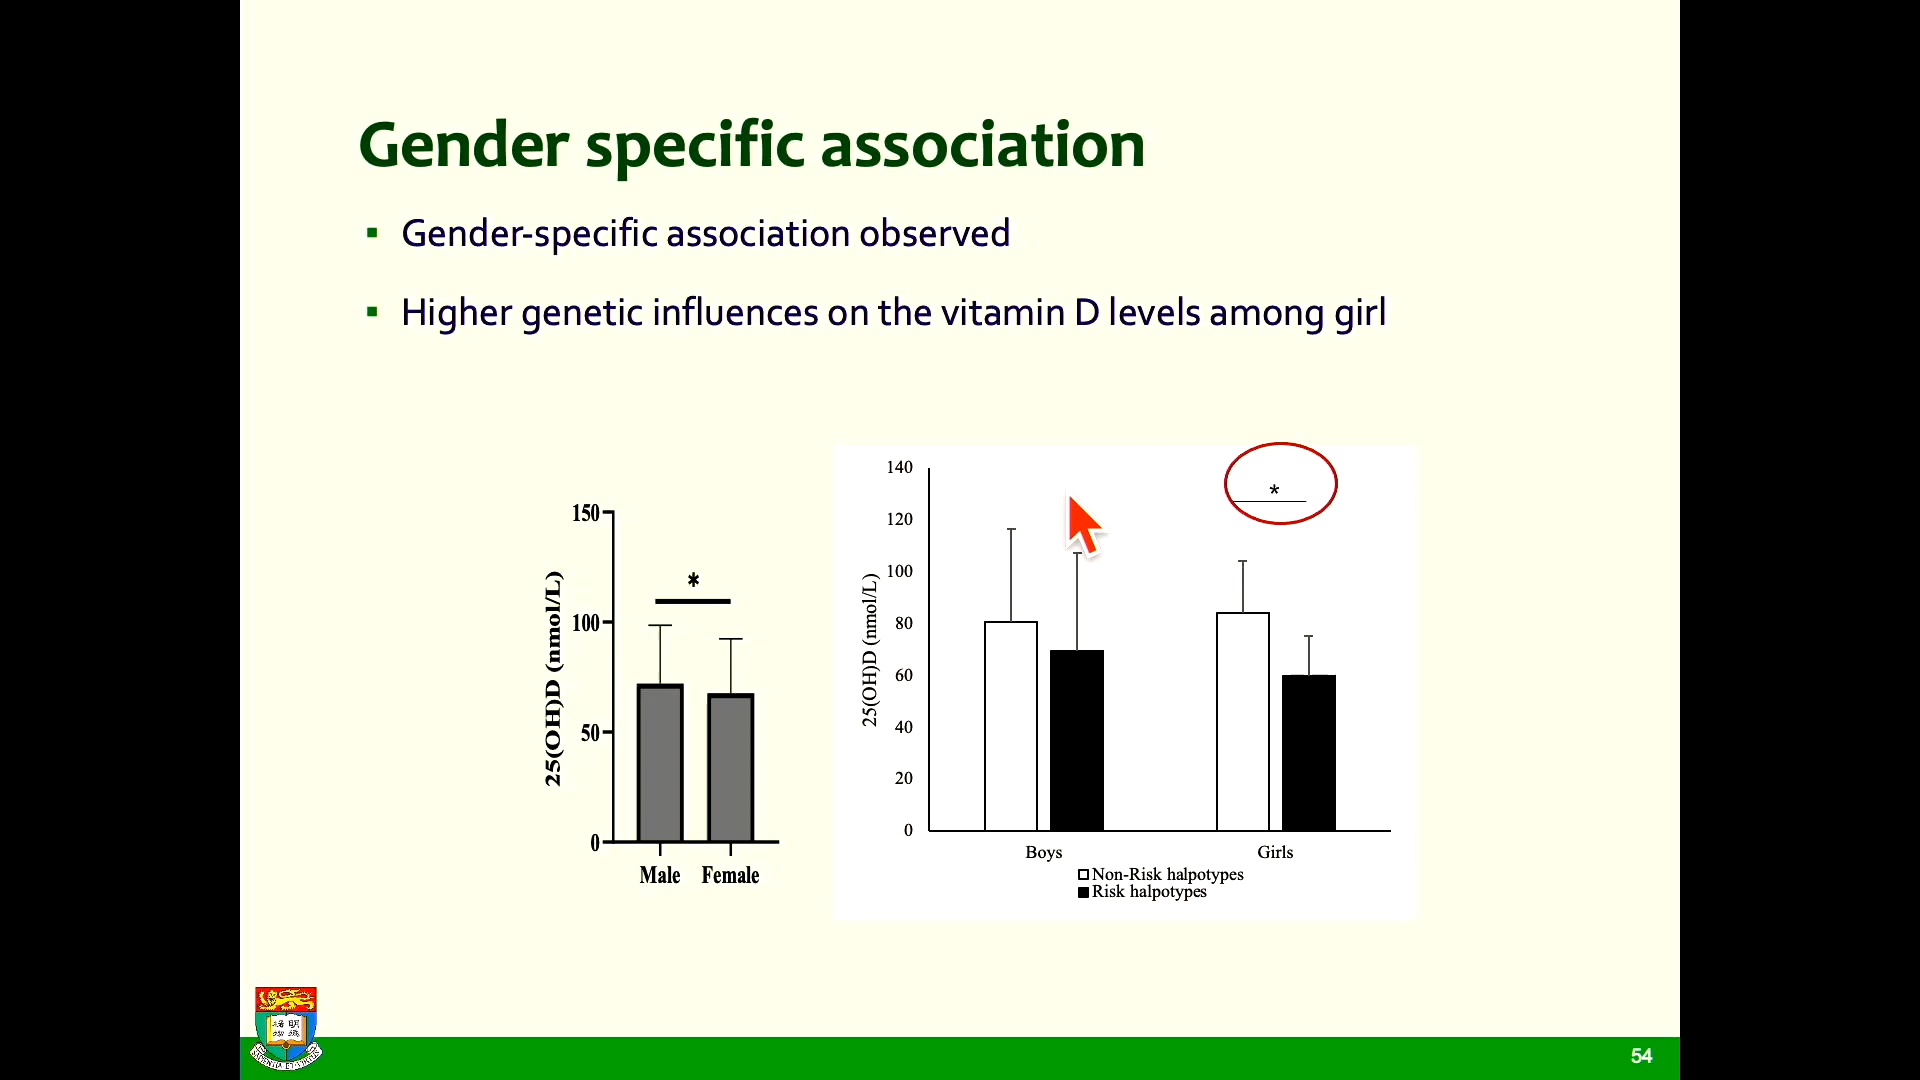 Gender specific association
▪ Gender-specific association observed
▪ Higher genetic influences on the vitamin D levels among girl
25(OH)D (nmol/L)
150
100
50
0
*
Male Female
25(OH)D (nmol/L)
140
120
100
80
60
40
20
0
*
Boys Girls
Non-Risk halpotypes
Risk halpotypes
54